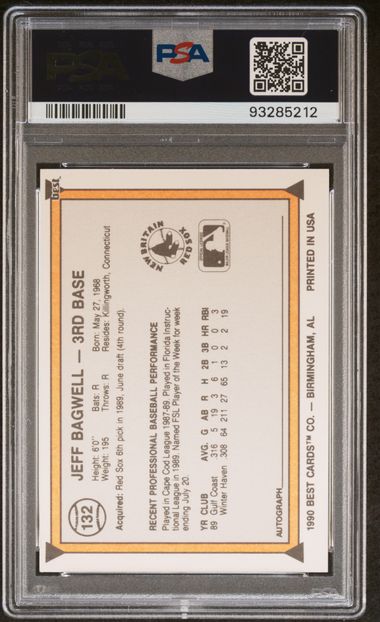 PSA
PSA
93285212
BEST
132
JEFF BAGWELL — 3RD BASE
Height: 6'0" Bats: R Born: May 27, 1968
Weight: 195 Throws: R Resides: Killingworth, Connecticut
Acquired: Red Sox 6th pick in 1989, June draft (4th round).
RECENT PROFESSIONAL BASEBALL PERFORMANCE
Played in Cape Cod League 1987-89. Played in Florida Instruc-
tional League in 1989. Named FSL Player of the Week for week
ending July 20.
YR CLUB AVG. G AB R H 2B 3B HR RBI
89 Gulf Coast 316 5 19 3 6 1 0 0 3
Winter Haven 308 64 211 27 65 13 2 2 19
NEW BRITAIN
RED SOX
AUTOGRAPH
1990 BEST CARDS™ CO. — BIRMINGHAM, AL PRINTED IN USA